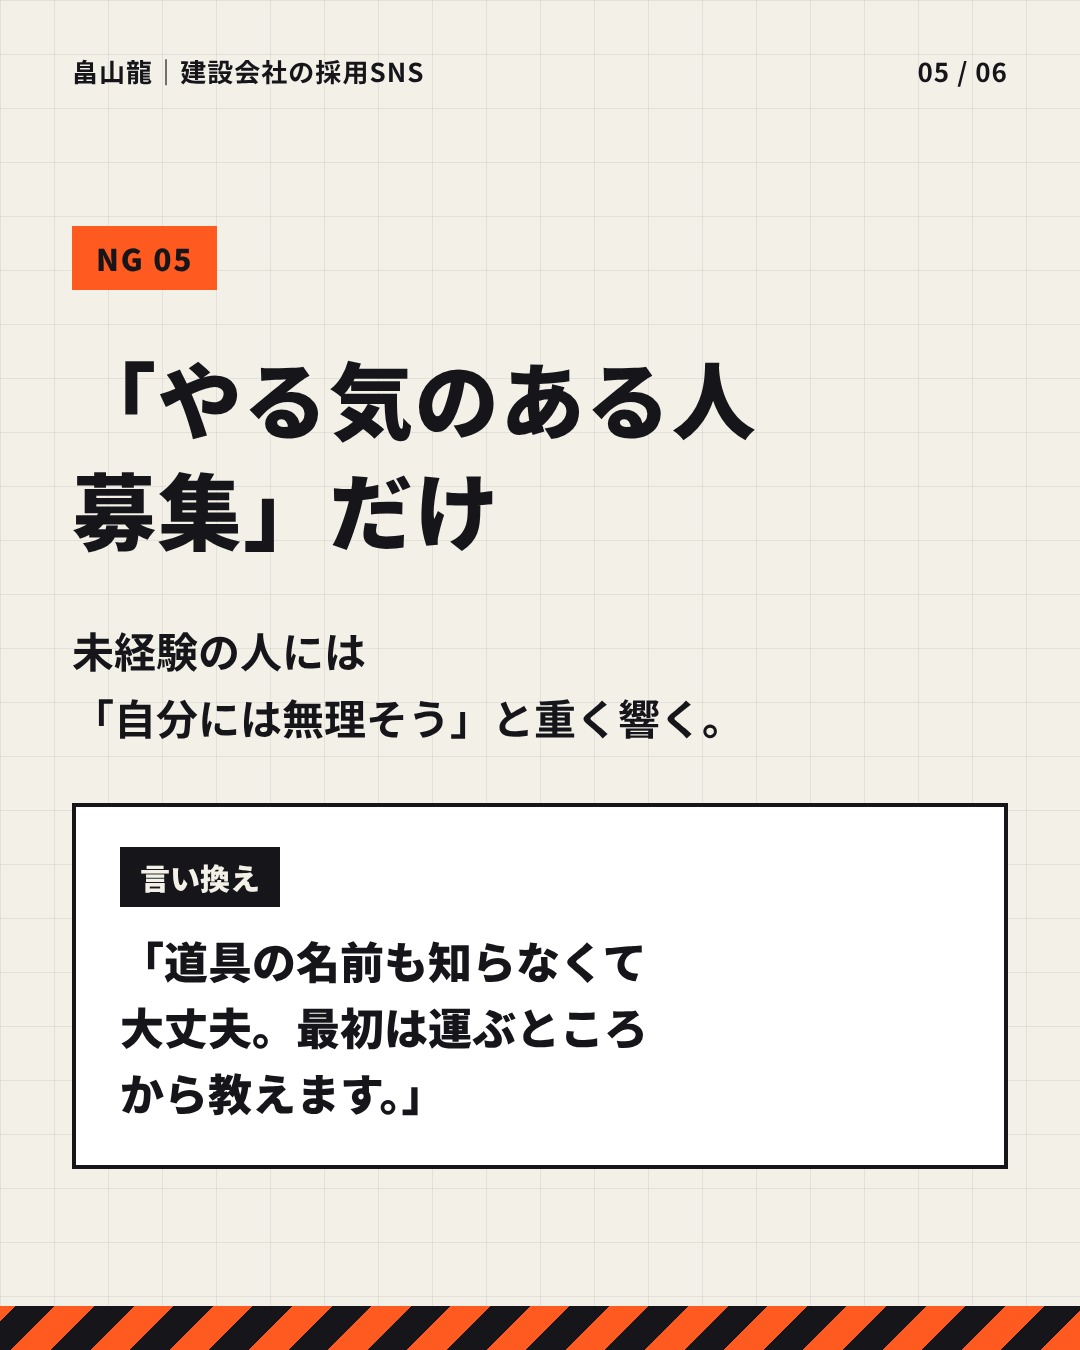 畠山龍｜建設会社の採用SNS
05 / 06
NG 05
「やる気のある人
募集」だけ
未経験の人には
「自分には無理そう」と重く響く。
言い換え
「道具の名前も知らなくて
大丈夫。最初は運ぶところ
から教えます。」